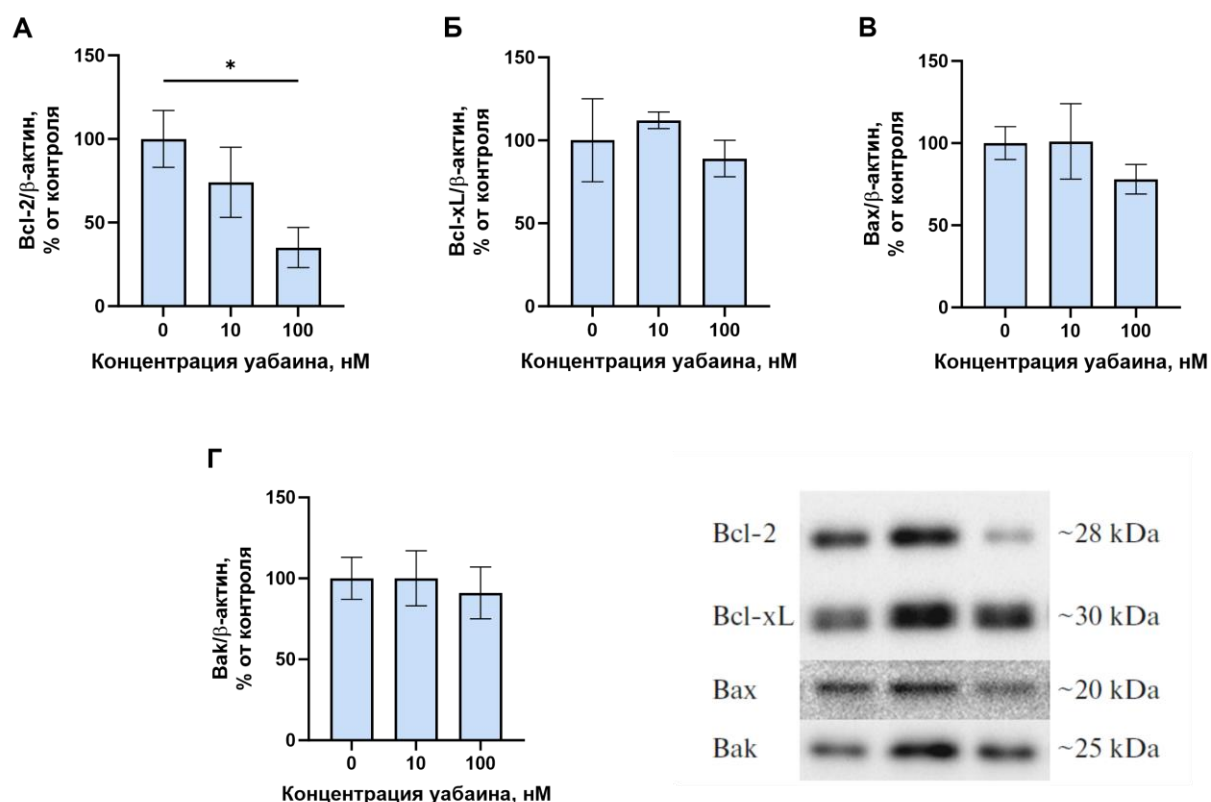 А
Bcl-2/β-актин,
% от контроля
150
100
50
0
*
0 10 100
Концентрация уабаина, нМ
Б
Bcl-xL/β-актин,
% от контроля
150
100
50
0
0 10 100
Концентрация уабаина, нМ
В
Bax/β-актин,
% от контроля
150
100
50
0
0 10 100
Концентрация уабаина, нМ
Г
Bak/β-актин,
% от контроля
150
100
50
0
0 10 100
Концентрация уабаина, нМ
Bcl-2 ~28 kDa
Bcl-xL ~30 kDa
Bax ~20 kDa
Bak ~25 kDa